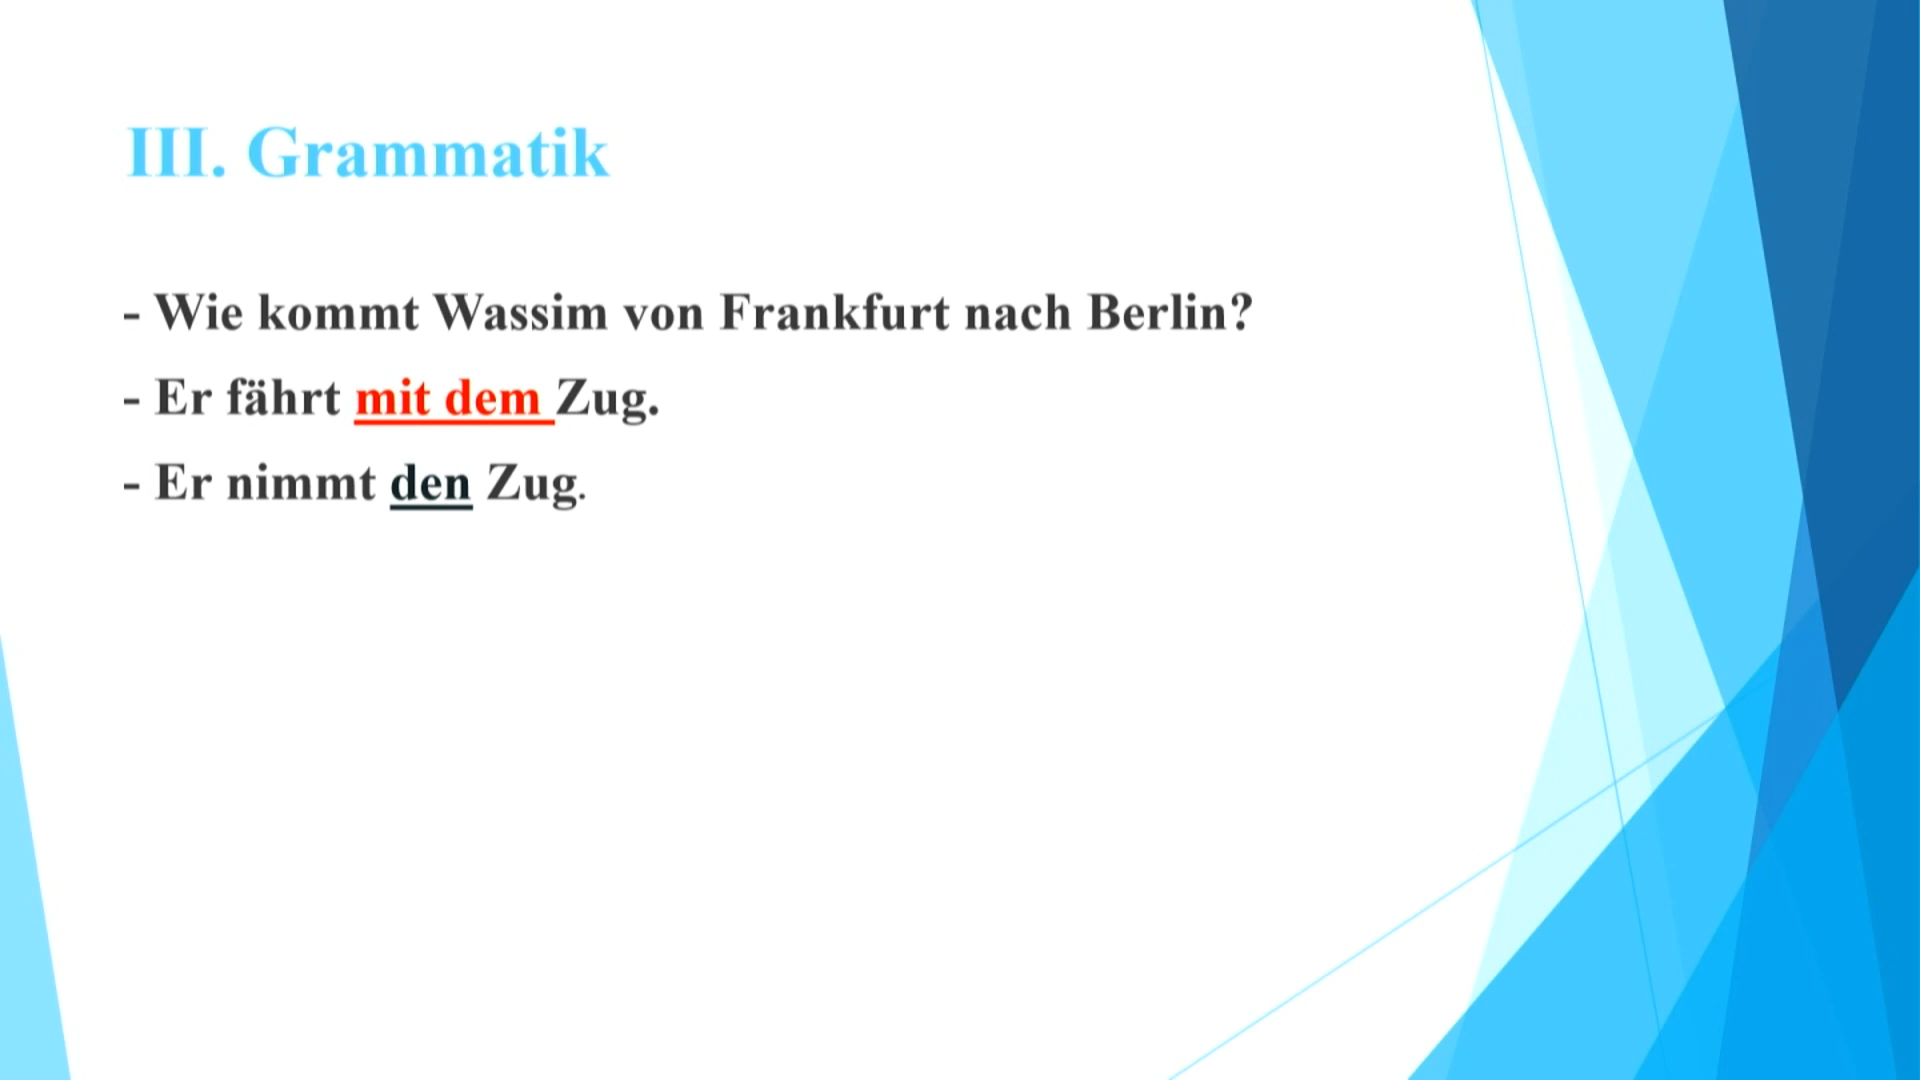 III. Grammatik
- Wie kommt Wassim von Frankfurt nach Berlin?
- Er fährt mit dem Zug.
- Er nimmt den Zug.